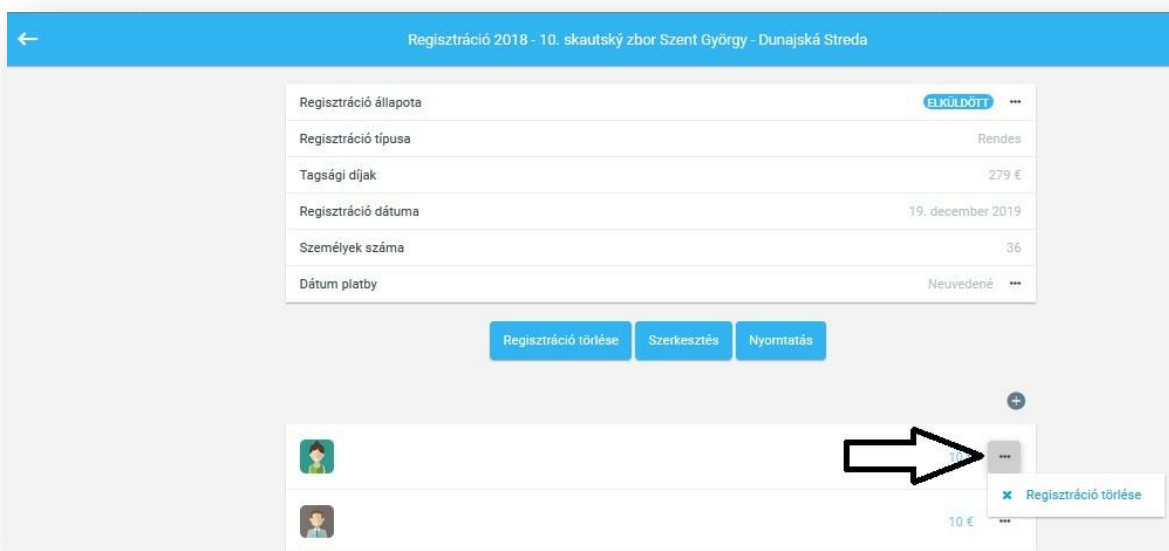 Regisztráció 2018 - 10. skautský zbor Szent György - Dunajská Streda
Regisztráció állapota ELKÜLDÖTT
Regisztráció típusa Rendes
Tagsági díjak 279 €
Regisztráció dátuma 19. december 2019
Személyek száma 36
Dátum platby Neuvedené
Regisztráció törlése Szerkesztés Nyomtatás
10
Regisztráció törlése
10 €